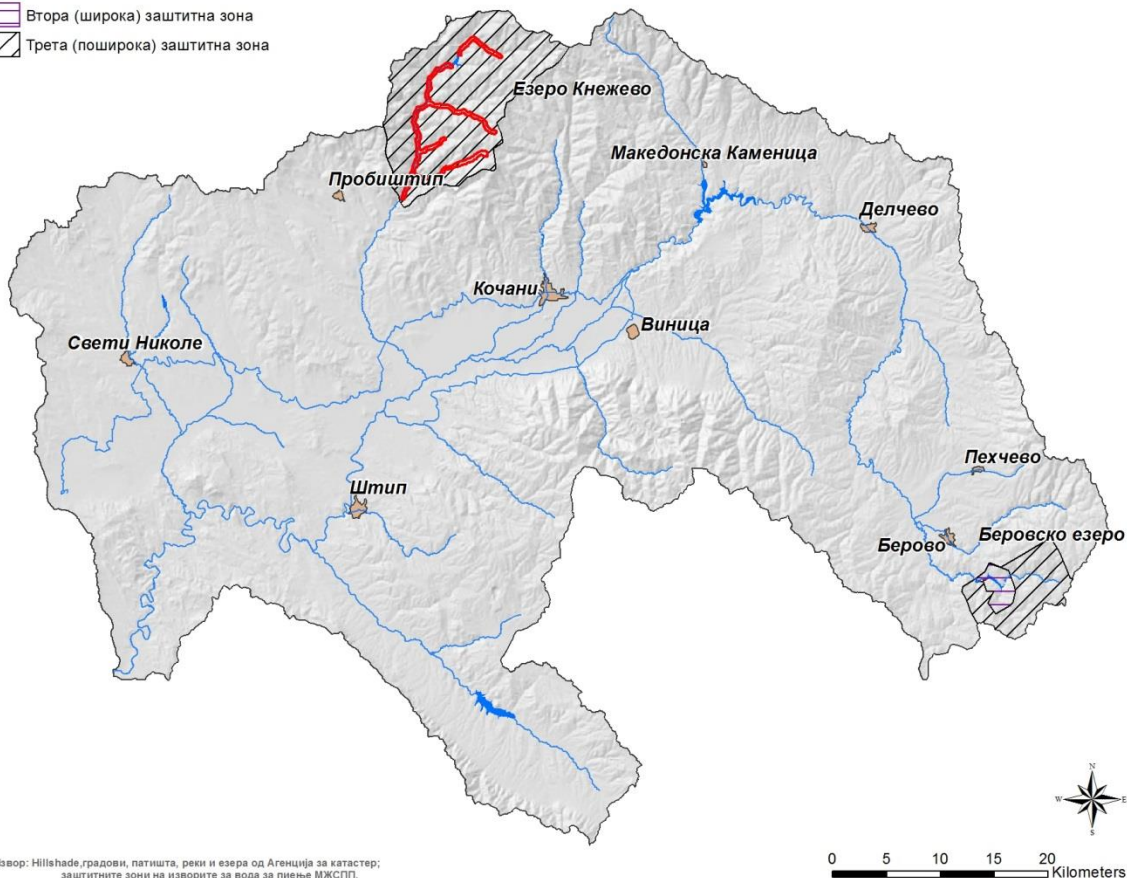 Втора (широка) заштитна зона
Трета (поширока) заштитна зона
Езеро Кнежево
Македонска Каменица
Пробиштип
Делчево
Кочани
Виница
Свети Николе
Пехчево
Штип
Берово
Беровско езеро
N
W E
S
Извор: Hillshade,градови, патишта, реки и езера од Агенција за катастер;
заштитните зони на изворите за вода за пиење МЖСПП.
0 5 10 15 20
Kilometers